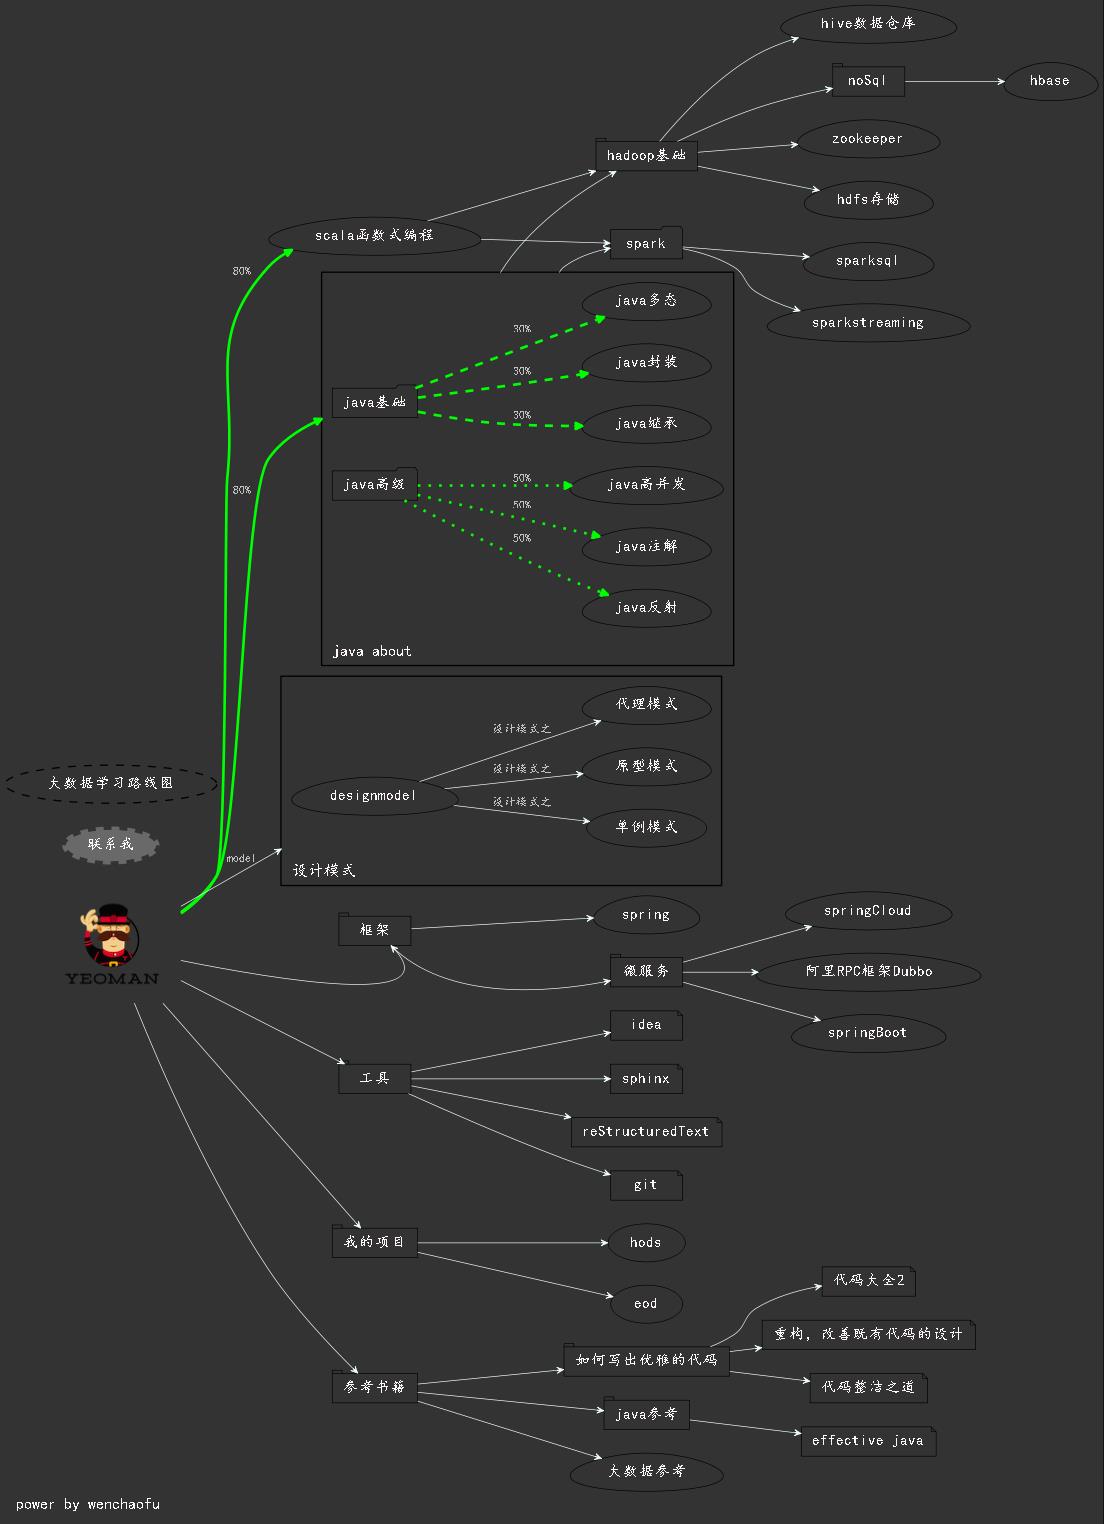 hive数据仓库
noSql
hbase
zookeeper
hadoop基础
hdfs存储
scala函数式编程
spark
sparksql
80%
sparkstreaming
java多态
30%
java封装
30%
java基础
30%
java继承
java高级
50%
java高并发
80%
50%
java注解
50%
java反射
java about
代理模式
设计模式之
原型模式
设计模式之
designmodel
设计模式之
单例模式
设计模式
大数据学习路线图
联系我
model
YEOMAN
框架
spring
springCloud
微服务
阿里RPC框架Dubbo
springBoot
idea
工具
sphinx
reStructuredText
git
我的项目
hods
eod
代码大全2
重构，改善既有代码的设计
如何写出优雅的代码
代码整洁之道
参考书籍
java参考
effective java
大数据参考
power by wenchaofu